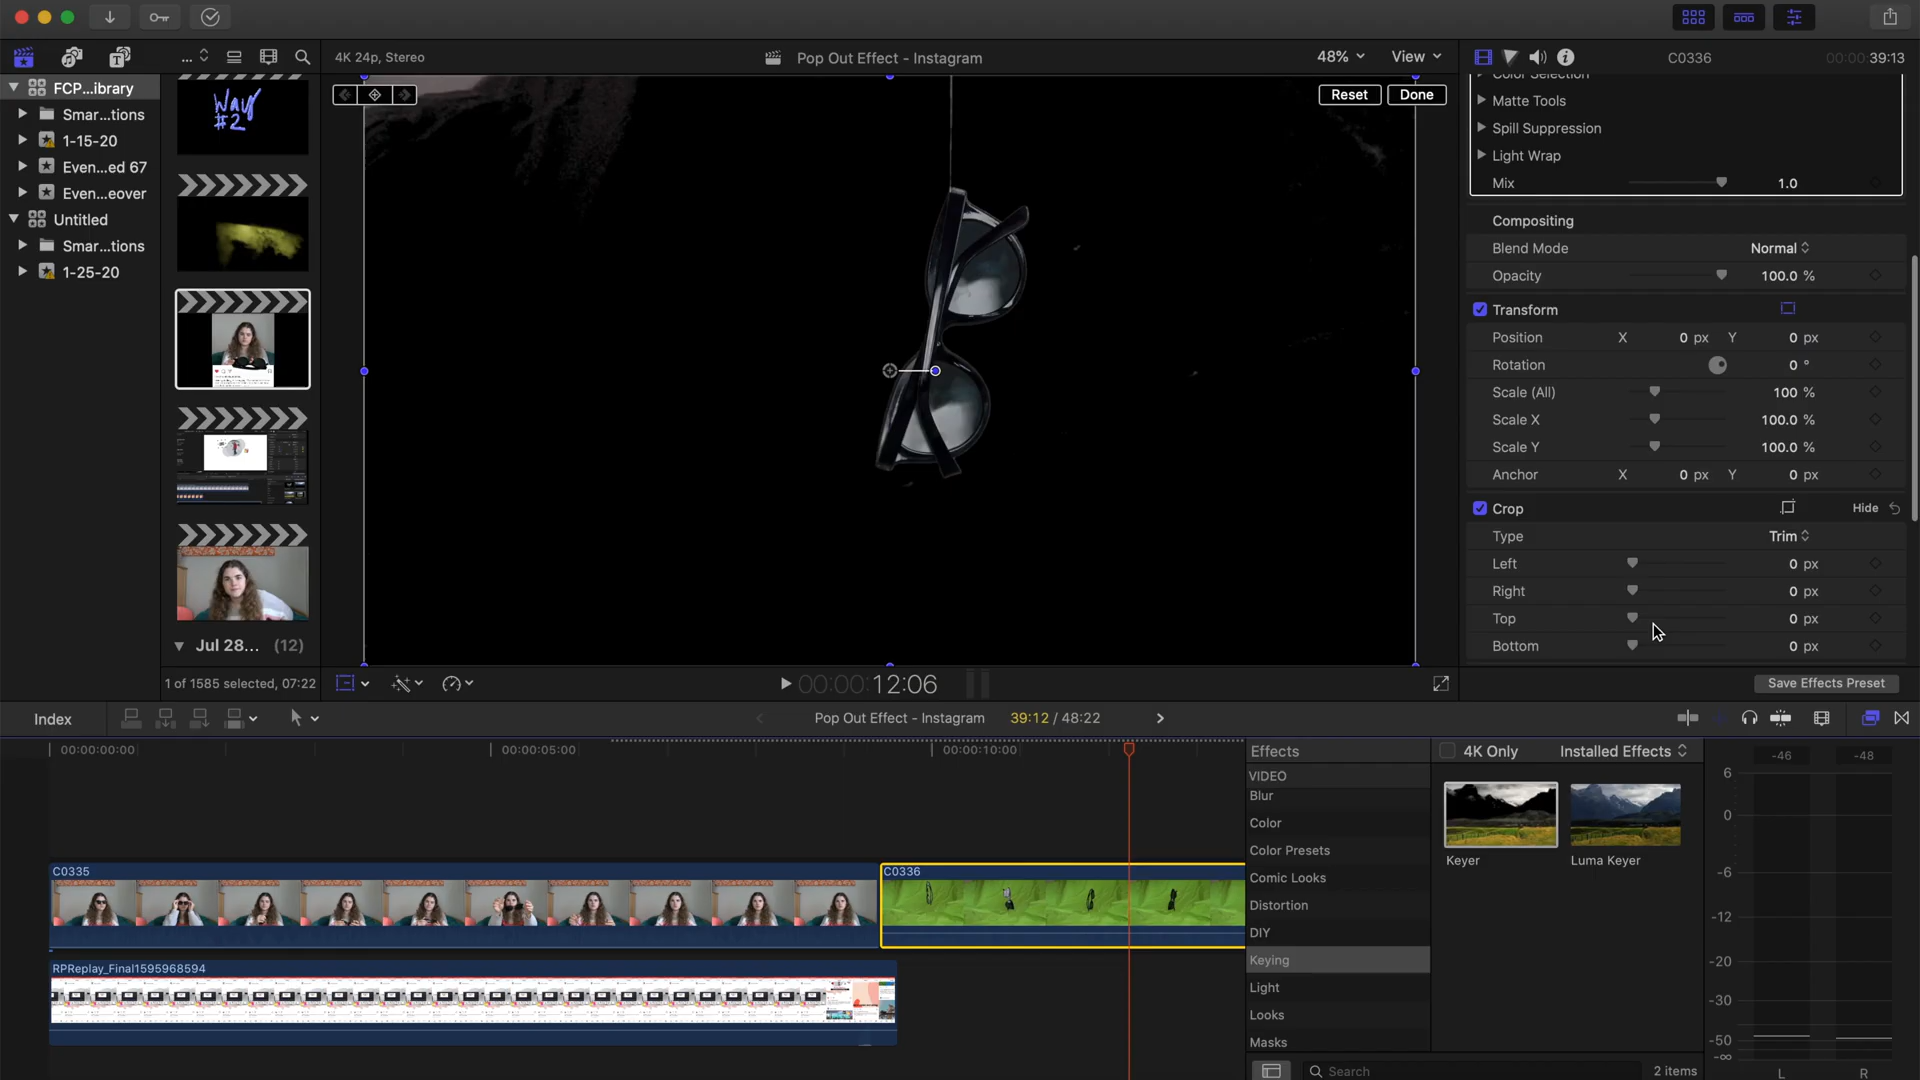 4K 24p, Stereo
Pop Out Effect - Instagram
48%
View
C0336
00:00:39:13
FCP...ibrary
Smar...tions
1-15-20
Even...ed 67
Even...eover
Untitled
Smar...tions
1-25-20
Way
#2
Jul 28... (12)
1 of 1585 selected, 07:22
Reset
Done
00:00:12:06
Color Selection
Matte Tools
Spill Suppression
Light Wrap
Mix 1.0
Compositing
Blend Mode Normal
Opacity 100.0 %
Transform
Position X 0 px Y 0 px
Rotation 0 °
Scale (All) 100 %
Scale X 100.0 %
Scale Y 100.0 %
Anchor X 0 px Y 0 px
Crop Hide
Type Trim
Left 0 px
Right 0 px
Top 0 px
Bottom 0 px
Save Effects Preset
Index
Pop Out Effect - Instagram 39:12 / 48:22
00:00:00:00
00:00:05:00
00:00:10:00
C0335
C0336
RPReplay_Final1595968594
Effects
VIDEO
Blur
Color
Color Presets
Comic Looks
Distortion
DIY
Keying
Light
Looks
Masks
4K Only
Installed Effects
Keyer
Luma Keyer
Search
2 items
-46 -48
6
0
-6
-12
-20
-30
-50
-∞
L R